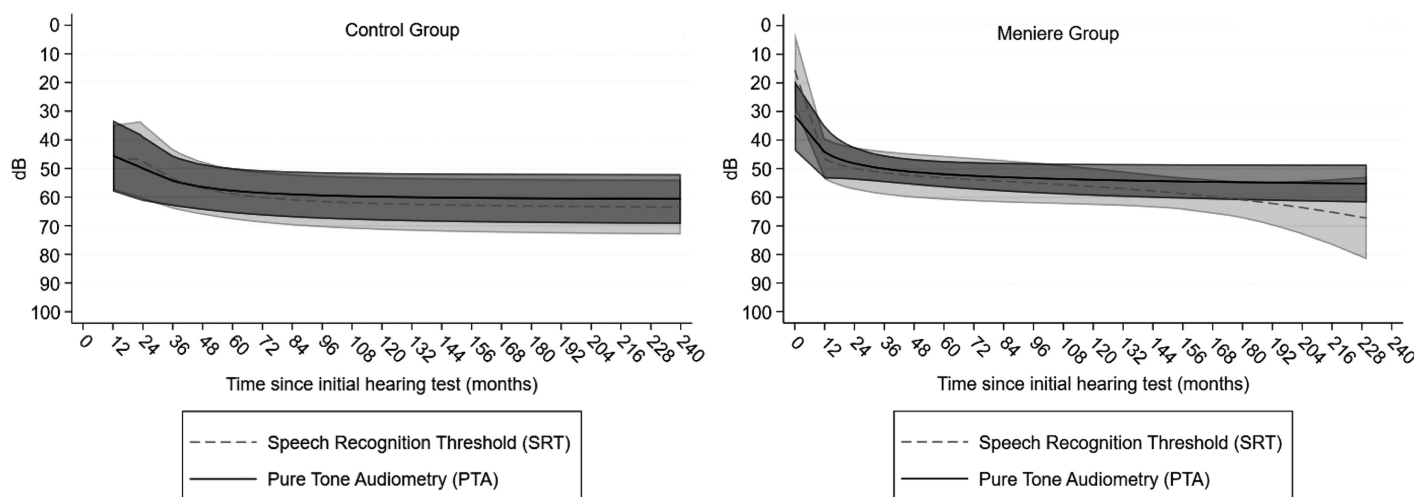 Control Group
0
10
20
30
40
50
60
70
80
90
100
dB
0 12 24 36 48 60 72 84 96 108 120 132 144 156 168 180 192 204 216 228 240
Time since initial hearing test (months)
Speech Recognition Threshold (SRT)
Pure Tone Audiometry (PTA)
Meniere Group
0
10
20
30
40
50
60
70
80
90
100
dB
0 12 24 36 48 60 72 84 96 108 120 132 144 156 168 180 192 204 216 228 240
Time since initial hearing test (months)
Speech Recognition Threshold (SRT)
Pure Tone Audiometry (PTA)